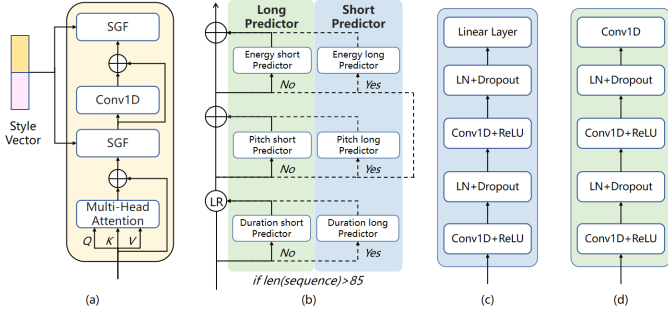 SGF
Conv1D
SGF
Multi-Head
Attention
Q K V
Style
Vector
(a)
Long
Predictor
Short
Predictor
Energy short
Predictor
Energy long
Predictor
No
Yes
Pitch short
Predictor
Pitch long
Predictor
No
Yes
LR
Duration short
Predictor
Duration long
Predictor
No
Yes
if len(sequence)>85
(b)
Linear Layer
LN+Dropout
Conv1D+ReLU
LN+Dropout
Conv1D+ReLU
(c)
Conv1D
LN+Dropout
Conv1D+ReLU
LN+Dropout
Conv1D+ReLU
(d)